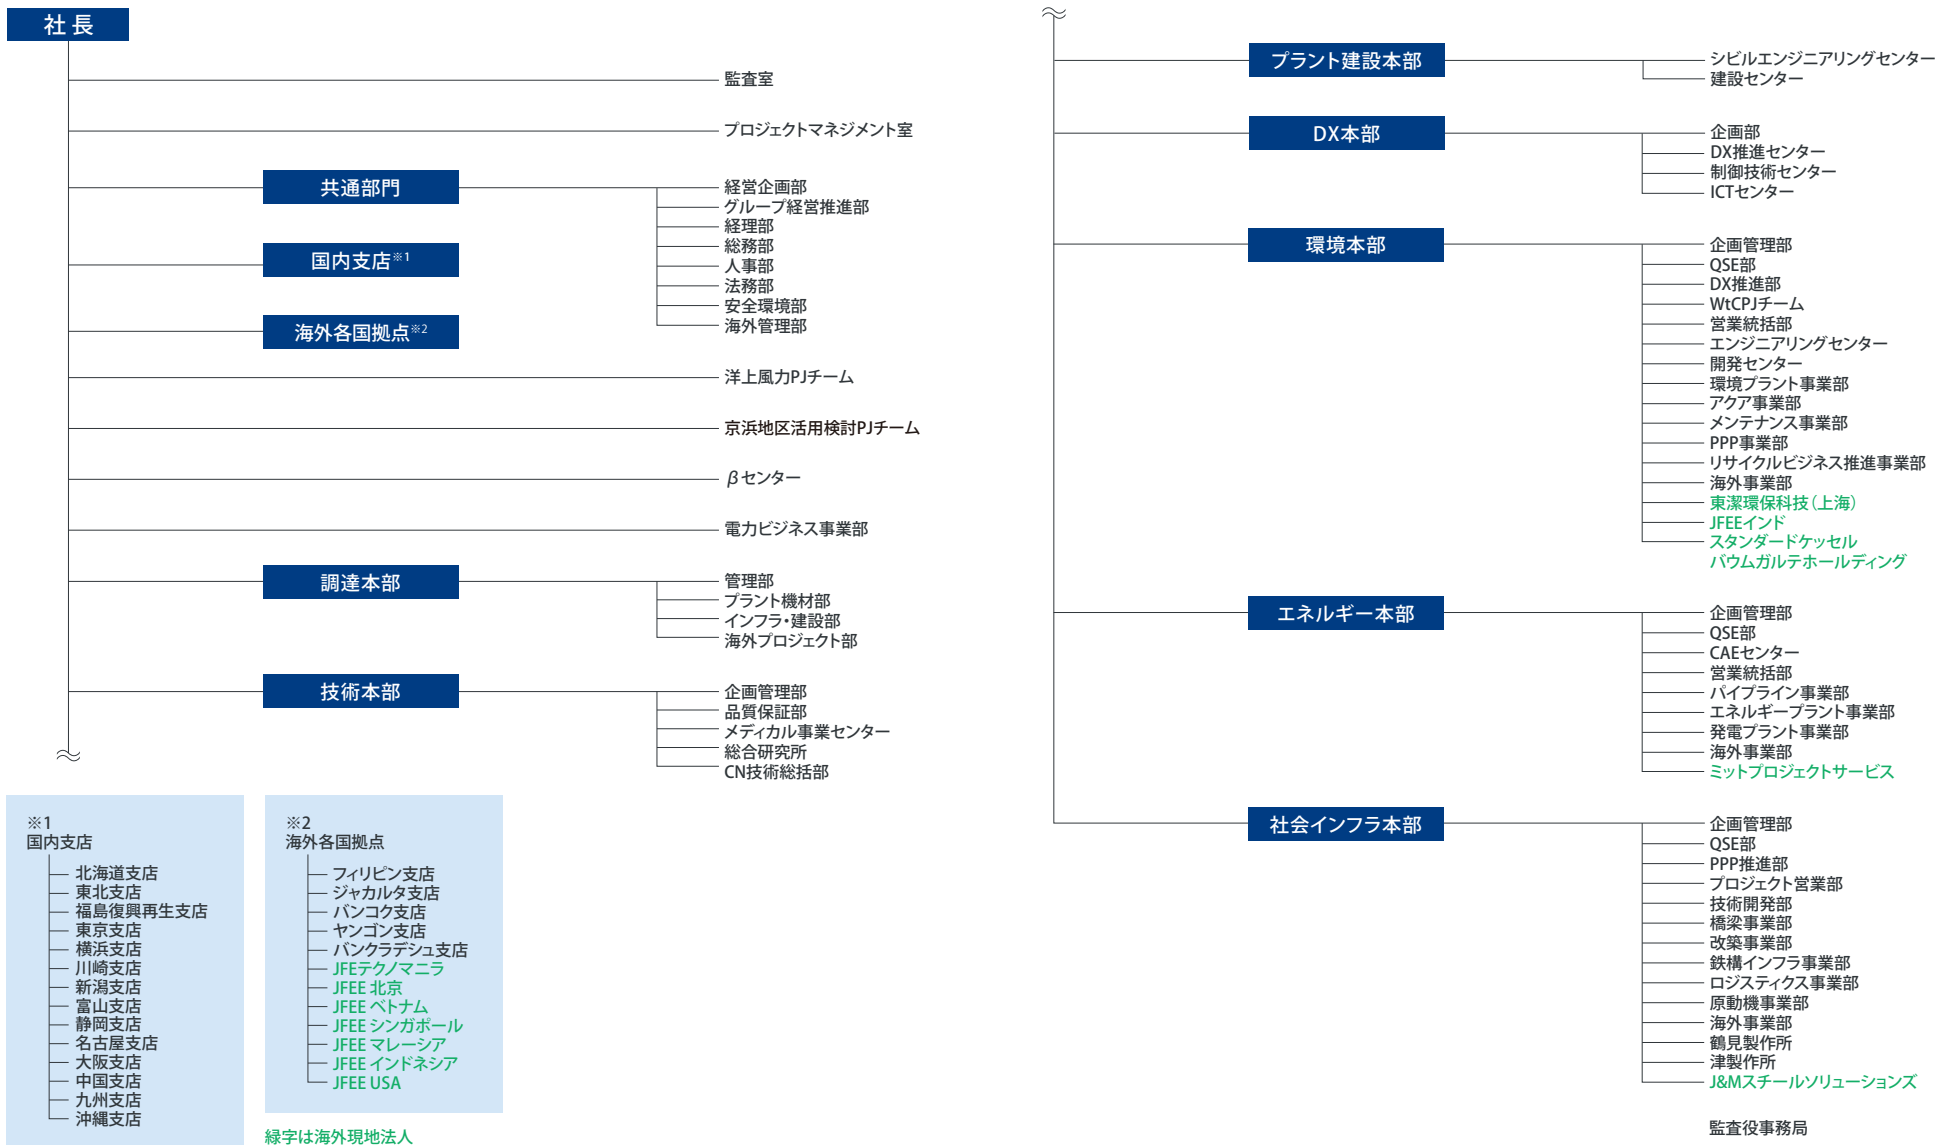 社 長
監査室
プロジェクトマネジメント室
共通部門
経営企画部
グループ経営推進部
経理部
総務部
人事部
法務部
安全環境部
海外管理部
国内支店※1
海外各国拠点※2
洋上風力PJチーム
京浜地区活用検討PJチーム
βセンター
電力ビジネス事業部
調達本部
管理部
プラント機材部
インフラ・建設部
海外プロジェクト部
技術本部
企画管理部
品質保証部
メディカル事業センター
総合研究所
CN技術総括部
※1
国内支店
北海道支店
東北支店
福島復興再生支店
東京支店
横浜支店
川崎支店
新潟支店
富山支店
静岡支店
名古屋支店
大阪支店
中国支店
九州支店
沖縄支店
※2
海外各国拠点
フィリピン支店
ジャカルタ支店
バンコク支店
ヤンゴン支店
バンクラデシュ支店
JFEテクノマニラ
JFEE 北京
JFEE ベトナム
JFEE シンガポール
JFEE マレーシア
JFEE インドネシア
JFEE USA
緑字は海外現地法人
プラント建設本部
シビルエンジニアリングセンター
建設センター
DX本部
企画部
DX推進センター
制御技術センター
ICTセンター
環境本部
企画管理部
QSE部
DX推進部
WtCPJチーム
営業統括部
エンジニアリングセンター
開発センター
環境プラント事業部
アクア事業部
メンテナンス事業部
PPP事業部
リサイクルビジネス推進事業部
海外事業部
東潔環保科技（上海）
JFEEインド
スタンダードケッセル
バウムガルテホールディング
エネルギー本部
企画管理部
QSE部
CAEセンター
営業統括部
パイプライン事業部
エネルギープラント事業部
発電プラント事業部
海外事業部
ミットプロジェクトサービス
社会インフラ本部
企画管理部
QSE部
PPP推進部
プロジェクト営業部
技術開発部
橋梁事業部
改築事業部
鉄構インフラ事業部
ロジスティクス事業部
原動機事業部
海外事業部
鶴見製作所
津製作所
J&Mスチールソリューションズ
監査役事務局